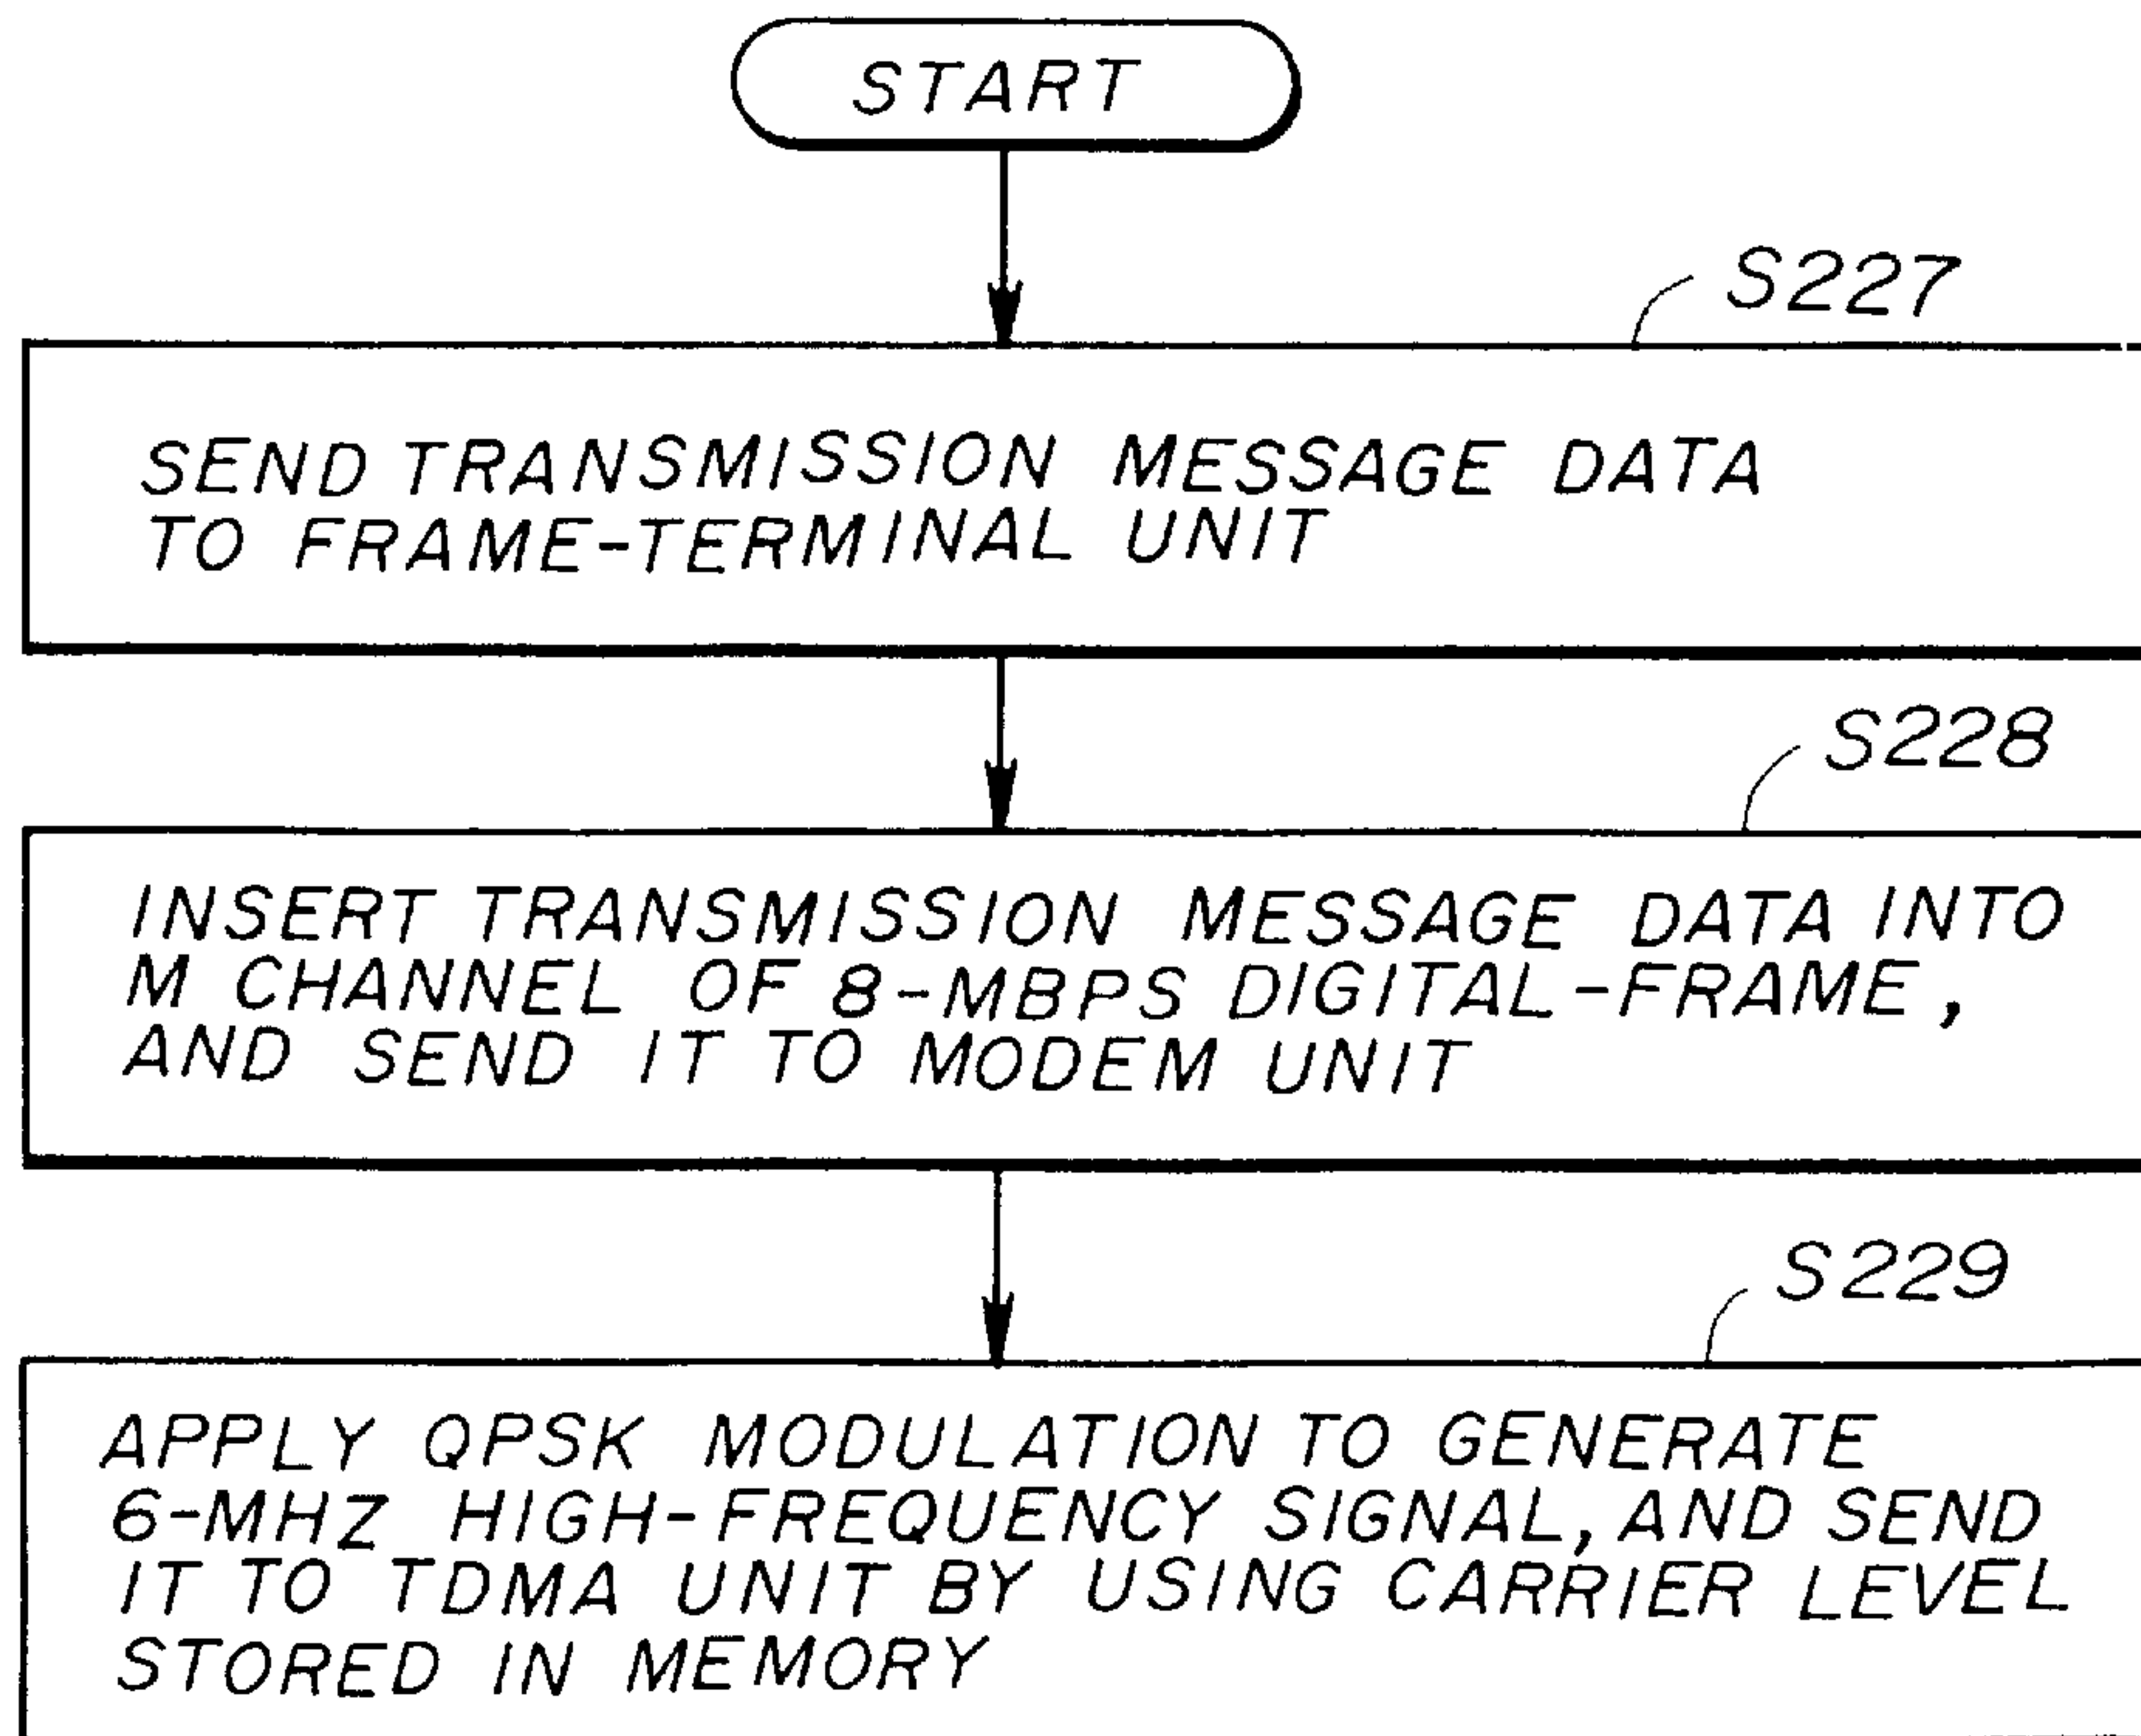 START
S227
SEND TRANSMISSION MESSAGE DATA
TO FRAME-TERMINAL UNIT
S228
INSERT TRANSMISSION MESSAGE DATA INTO
M CHANNEL OF 8-MBPS DIGITAL-FRAME,
AND SEND IT TO MODEM UNIT
S229
APPLY QPSK MODULATION TO GENERATE
6-MHZ HIGH-FREQUENCY SIGNAL, AND SEND
IT TO TDMA UNIT BY USING CARRIER LEVEL
STORED IN MEMORY